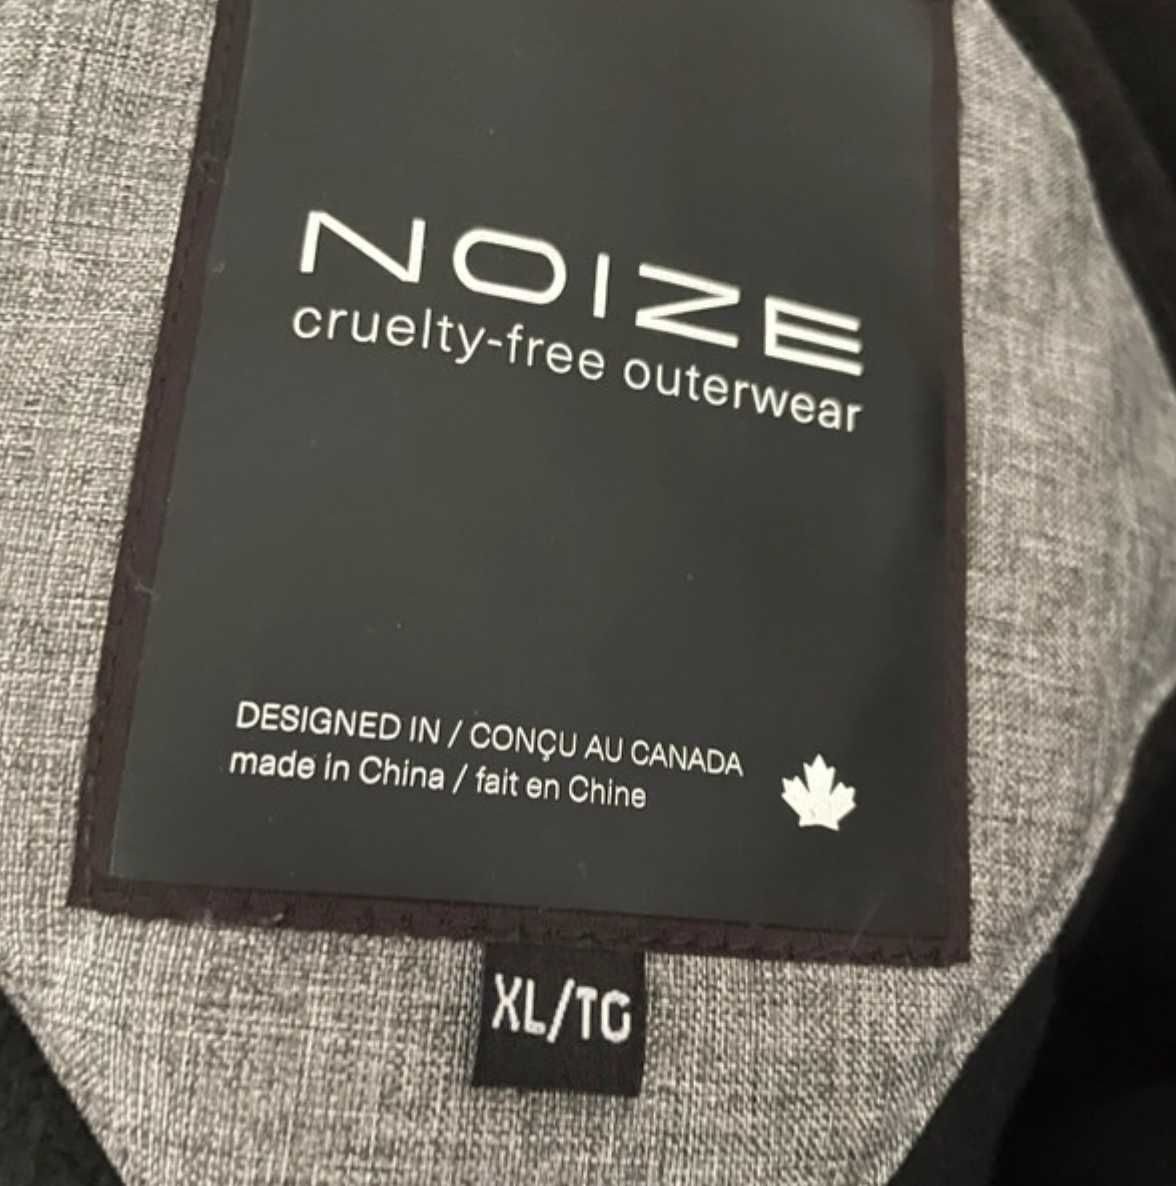 NOIZE
cruelty-free outerwear
DESIGNED IN / CONÇU AU CANADA
made in China / fait en Chine
XL/TG